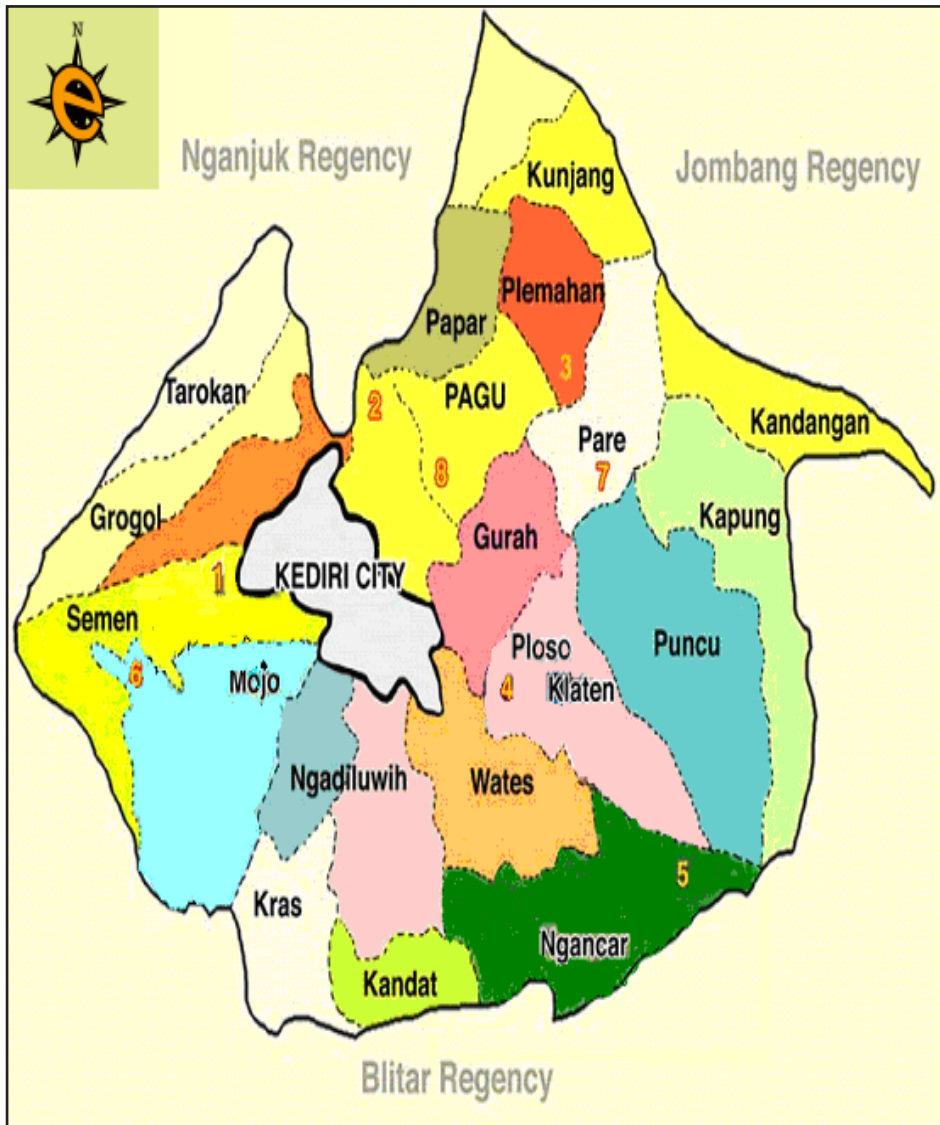 N
e
Nganjuk Regency
Jombang Regency
Kunjang
Plemahan
Papar
Tarokan
3
2
PAGU
Kandangan
Pare
8
7
Grogol
Kapung
Gurah
1
KEDIRI CITY
Semen
Ploso
Klaten
Puncu
6
Mojo
4
Ngadiluwih
Wates
5
Kras
Ngancar
Kandat
Blitar Regency